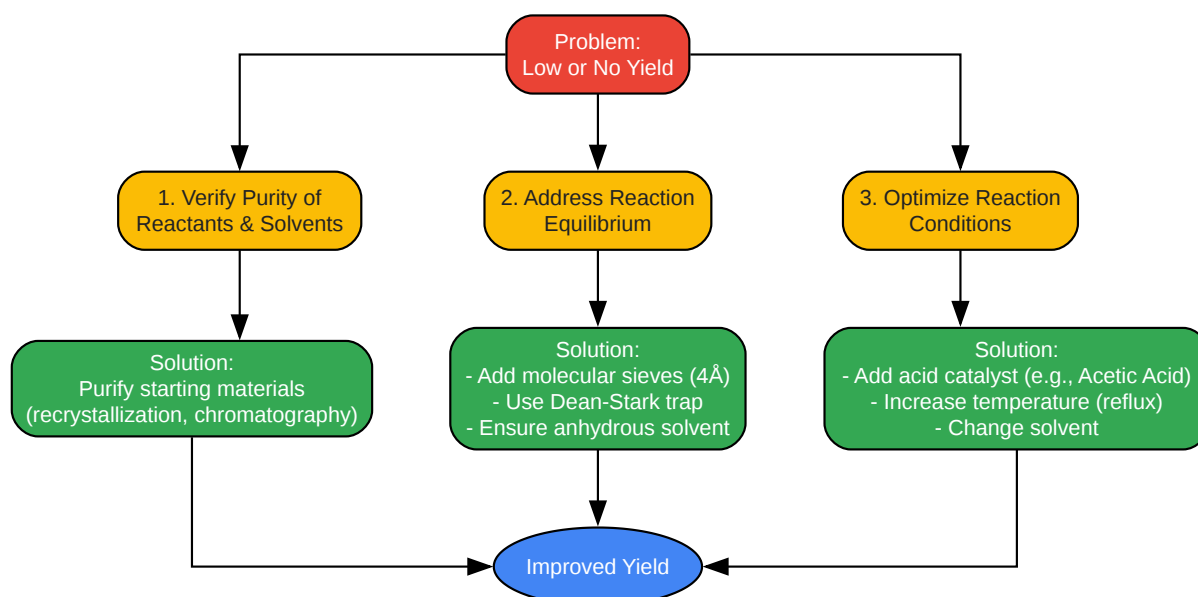 Problem:
Low or No Yield
1. Verify Purity of
Reactants & Solvents
2. Address Reaction
Equilibrium
3. Optimize Reaction
Conditions
Solution:
Purify starting materials
(recrystallization, chromatography)
Solution:
- Add molecular sieves (4Å)
- Use Dean-Stark trap
- Ensure anhydrous solvent
Solution:
- Add acid catalyst (e.g., Acetic Acid)
- Increase temperature (reflux)
- Change solvent
Improved Yield